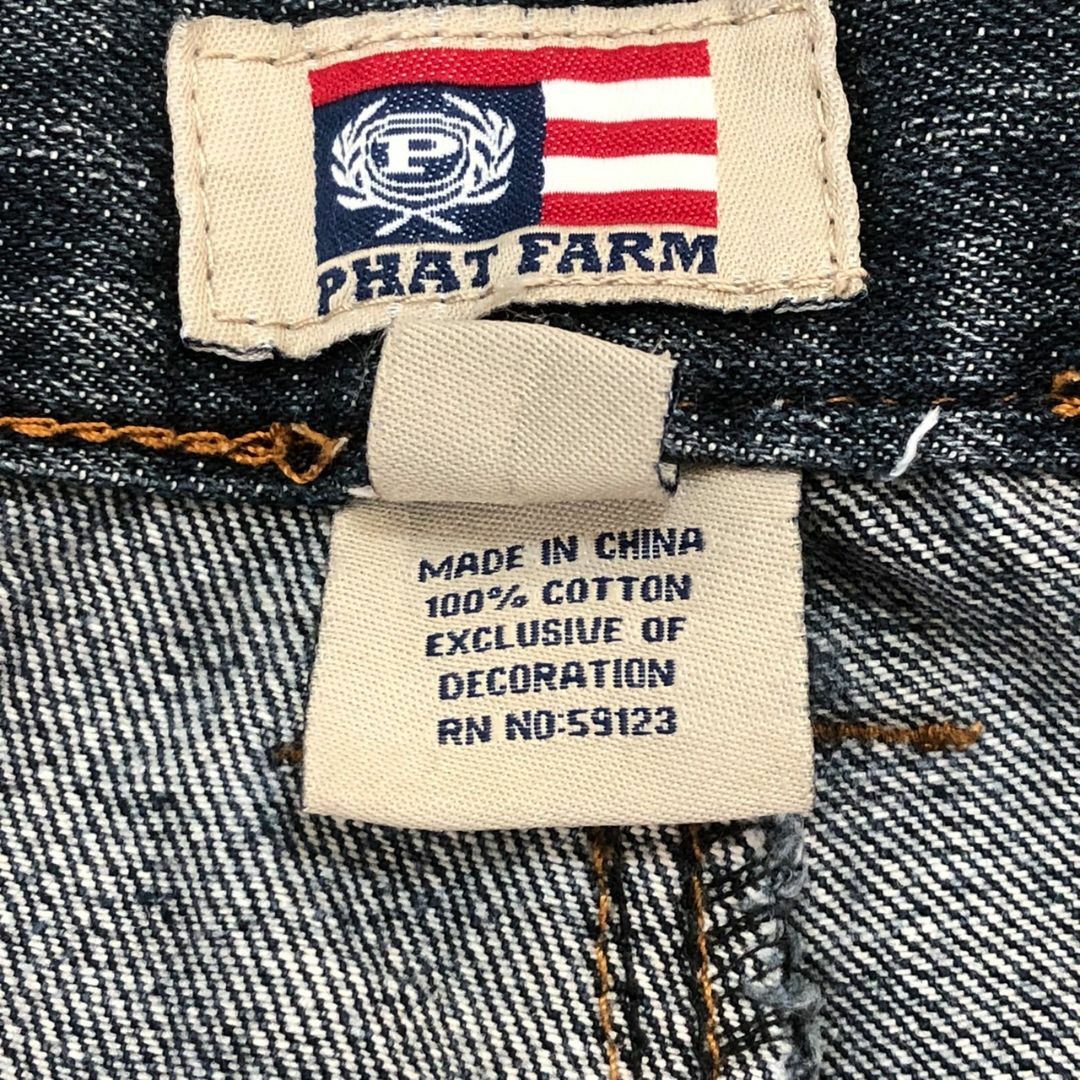 P
PHAT FARM
MADE IN CHINA
100% COTTON
EXCLUSIVE OF
DECORATION
RN NO:59123